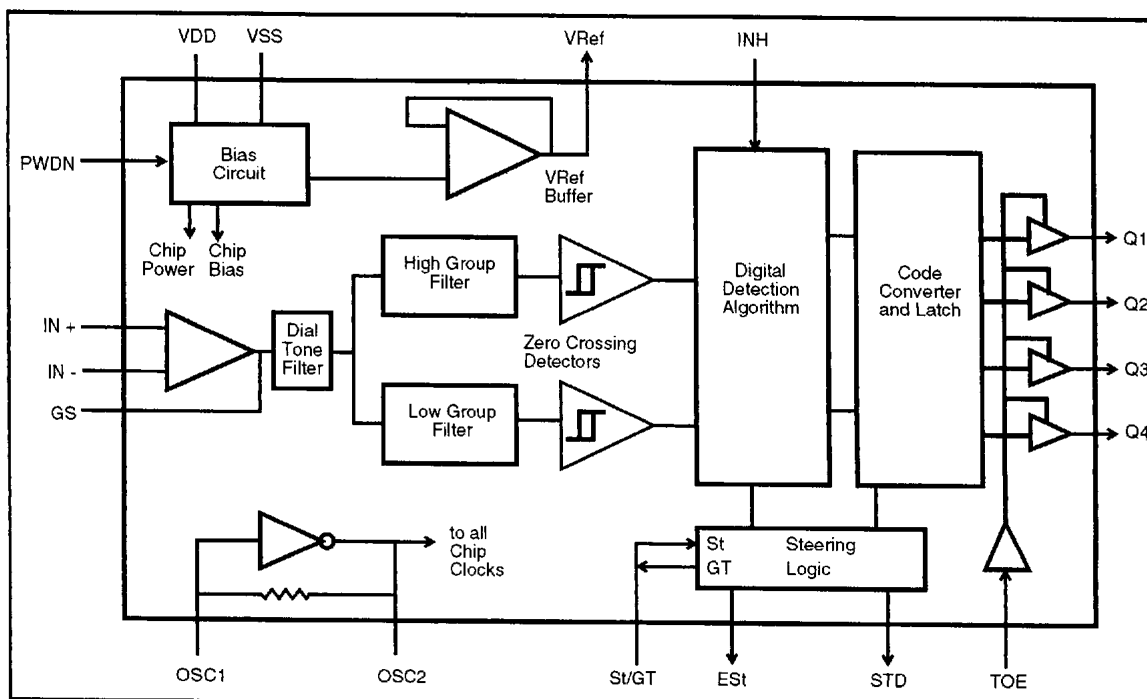 VDD
VSS
VRef
INH
PWDN
Bias
Circuit
VRef
Buffer
Chip
Power
Chip
Bias
High Group
Filter
Digital
Detection
Algorithm
Code
Converter
and Latch
Q1
Q2
Q3
Q4
IN +
IN -
GS
Dial
Tone
Filter
Zero Crossing
Detectors
Low Group
Filter
to all
Chip
Clocks
St Steering
GT Logic
OSC1
OSC2
St/GT
ESt
STD
TOE